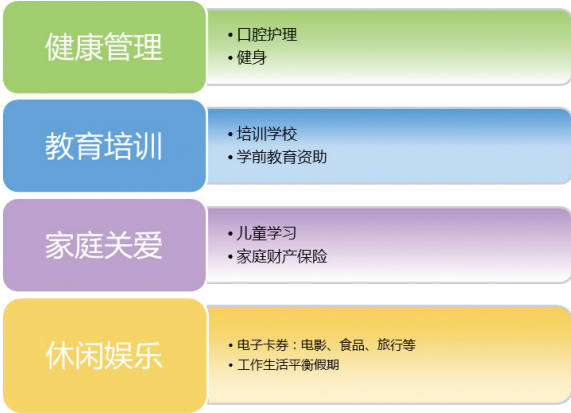 健康管理
• 口腔护理
• 健身
教育培训
• 培训学校
• 学前教育资助
家庭关爱
• 儿童学习
• 家庭财产保险
休闲娱乐
• 电子卡券：电影、食品、旅行等
• 工作生活平衡假期